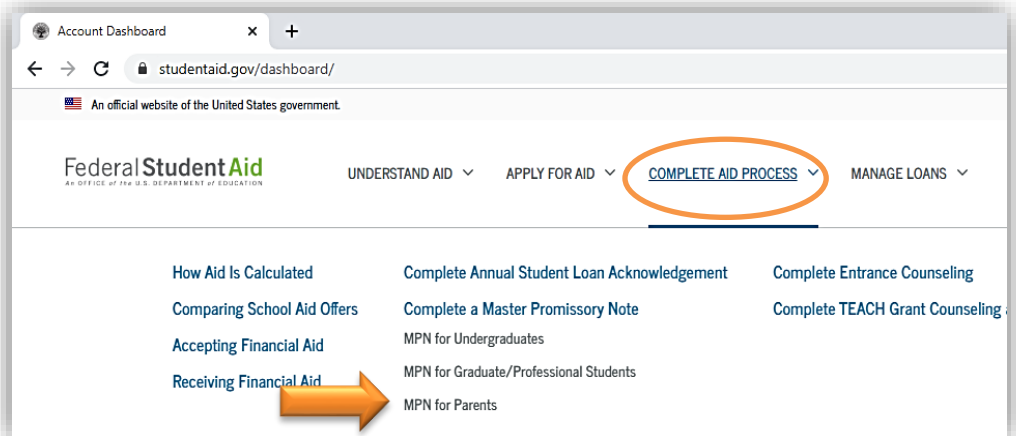 Account Dashboard
studentaid.gov/dashboard/
An official website of the United States government.
Federal Student Aid
An OFFICE of the U.S. DEPARTMENT of EDUCATION
UNDERSTAND AID
APPLY FOR AID
COMPLETE AID PROCESS
MANAGE LOANS
How Aid Is Calculated
Comparing School Aid Offers
Accepting Financial Aid
Receiving Financial Aid
Complete Annual Student Loan Acknowledgement
Complete a Master Promissory Note
MPN for Undergraduates
MPN for Graduate/Professional Students
MPN for Parents
Complete Entrance Counseling
Complete TEACH Grant Counseling